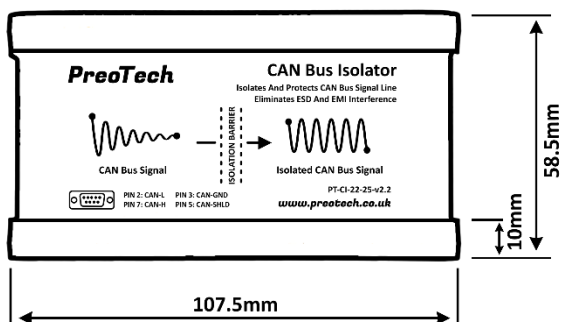 PreoTech
CAN Bus Isolator
Isolates And Protects CAN Bus Signal Line
Eliminates ESD And EMI Interference
ISOLATION BARRIER
CAN Bus Signal
Isolated CAN Bus Signal
PIN 2: CAN-L PIN 3: CAN-GND
PIN 7: CAN-H PIN 5: CAN-SHLD
PT-CI-22-25-v2.2
www.preotech.co.uk
58.5mm
10mm
107.5mm